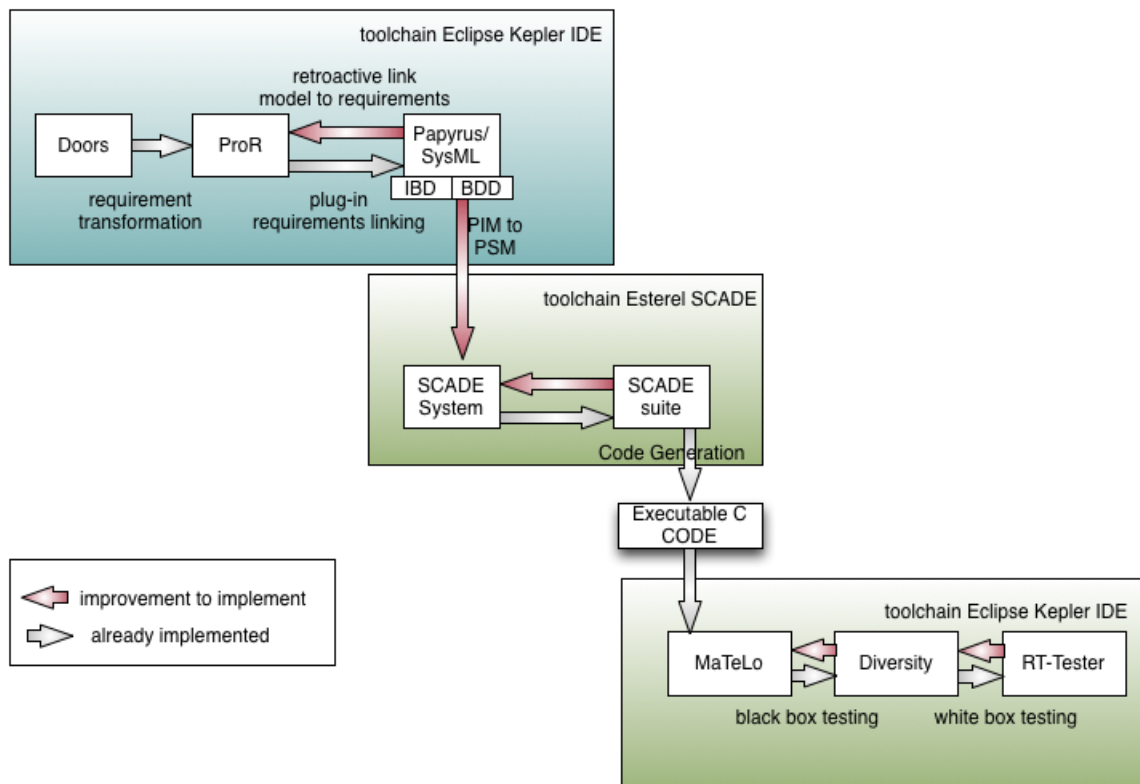 toolchain Eclipse Kepler IDE
retroactive link
model to requirements
Doors
ProR
Papyrus/
SysML
IBD
BDD
requirement
transformation
plug-in
requirements linking
PIM to
PSM
toolchain Esterel SCADE
SCADE
System
SCADE
suite
Code Generation
Executable C
CODE
improvement to implement
already implemented
toolchain Eclipse Kepler IDE
MaTeLo
Diversity
RT-Tester
black box testing
white box testing